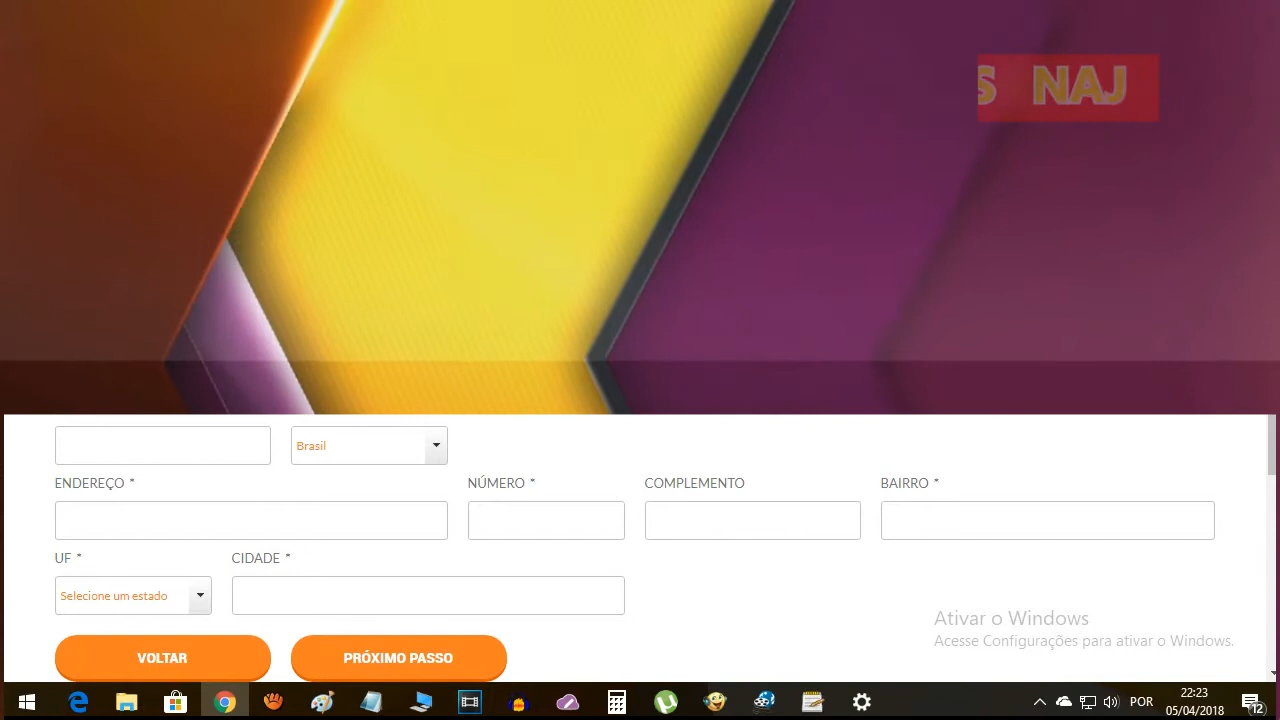 S NAJ
Brasil
ENDEREÇO * NÚMERO * COMPLEMENTO BAIRRO *
UF * CIDADE *
Selecione um estado
Ativar o Windows
Acesse Configurações para ativar o Windows.
VOLTAR PRÓXIMO PASSO
POR 22:23
05/04/2018 12